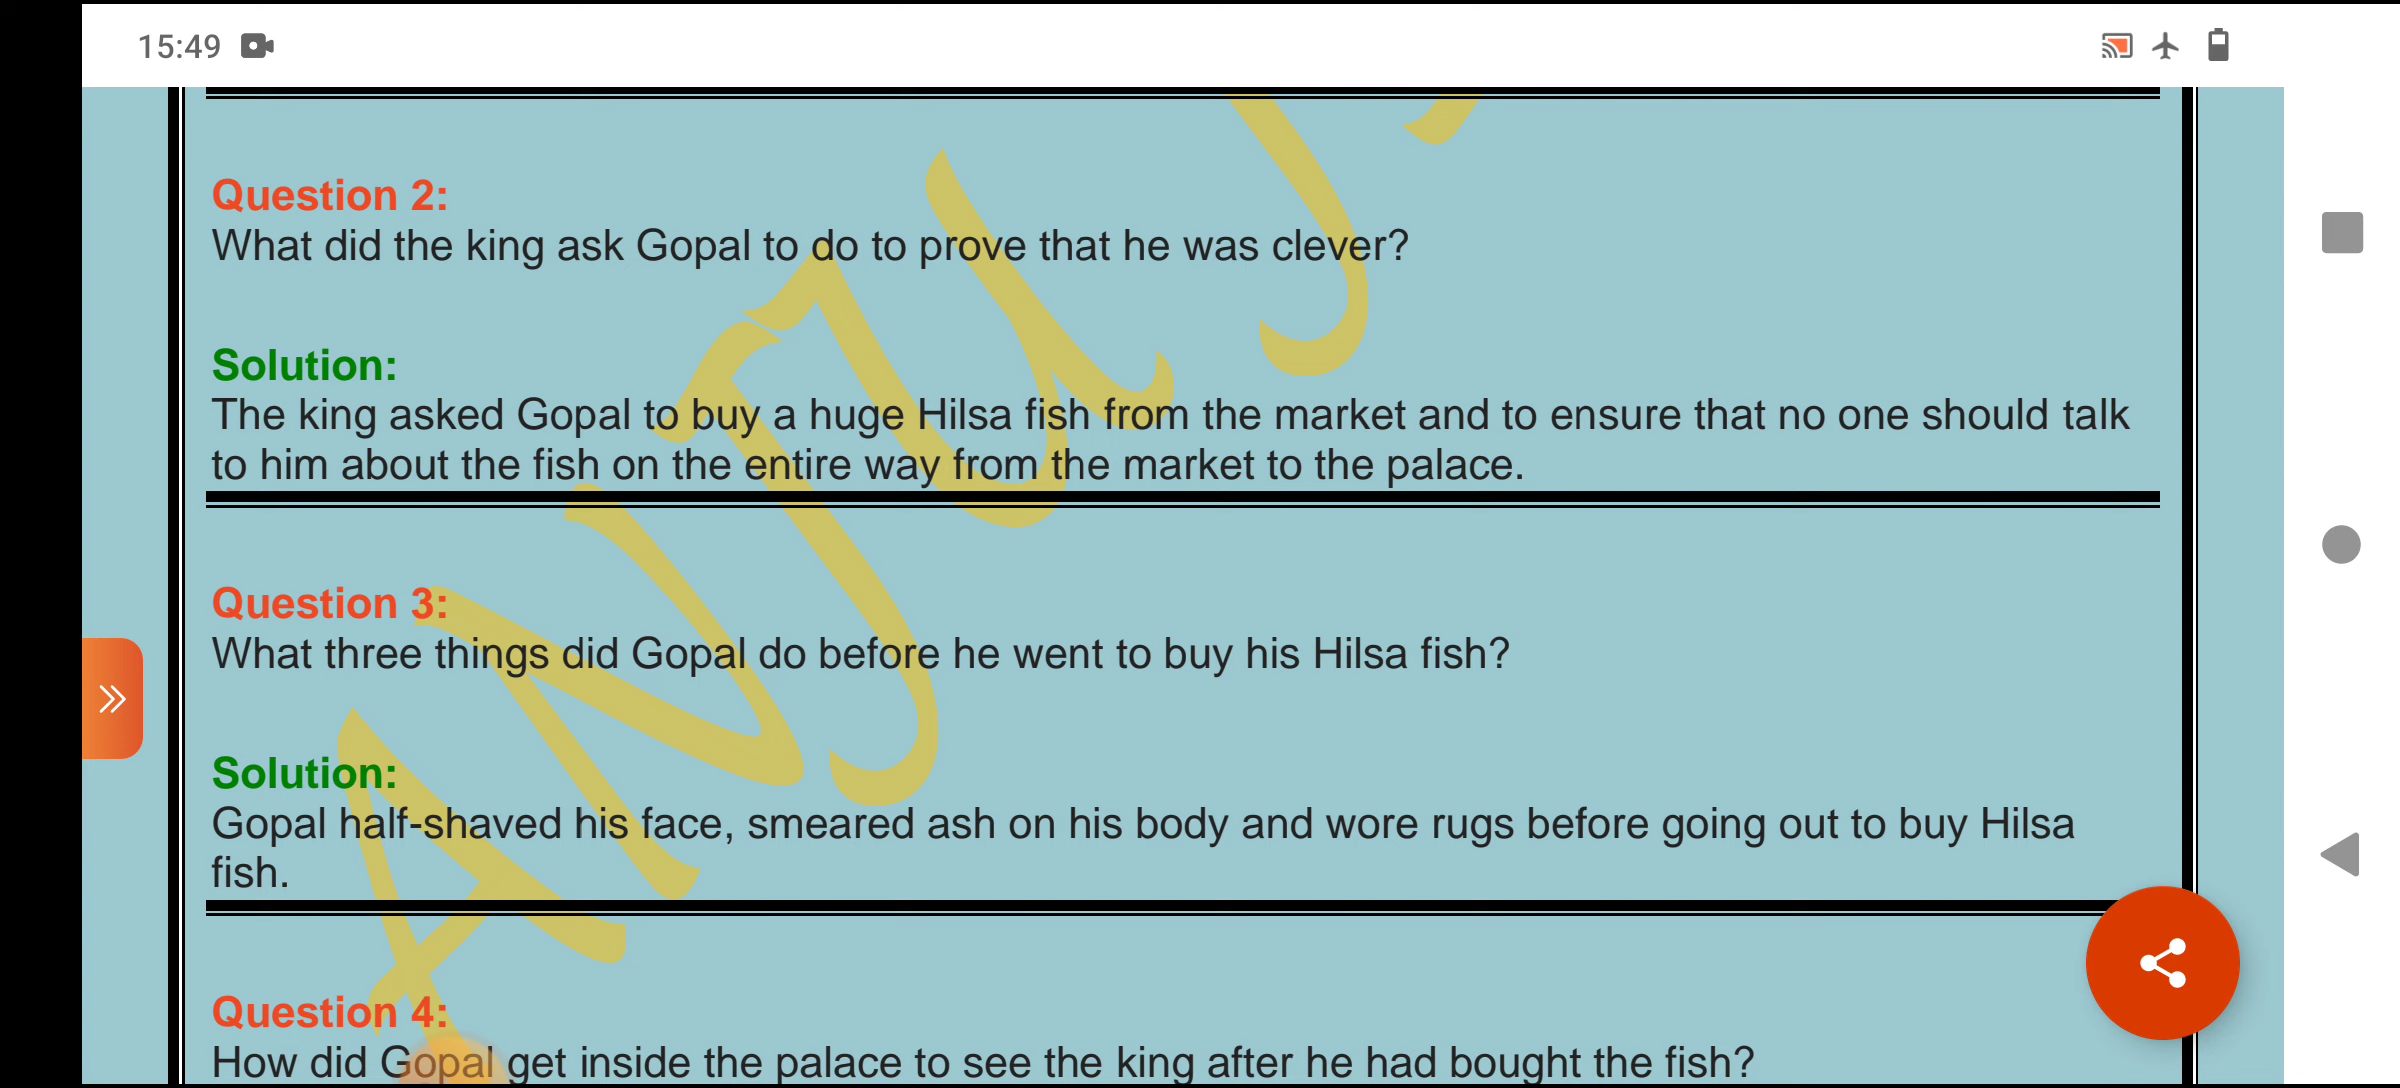 15:49
Question 2:
What did the king ask Gopal to do to prove that he was clever?
Solution:
The king asked Gopal to buy a huge Hilsa fish from the market and to ensure that no one should talk
to him about the fish on the entire way from the market to the palace.
Question 3:
What three things did Gopal do before he went to buy his Hilsa fish?
Solution:
Gopal half-shaved his face, smeared ash on his body and wore rugs before going out to buy Hilsa
fish.
Question 4:
How did Gopal get inside the palace to see the king after he had bought the fish?